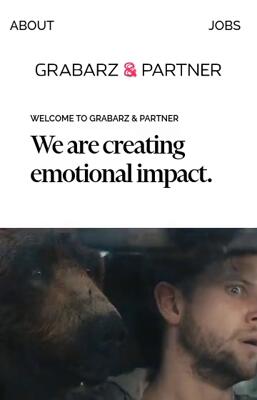 ABOUT JOBS
GRABARZ & PARTNER
WELCOME TO GRABARZ & PARTNER
We are creating
emotional impact.